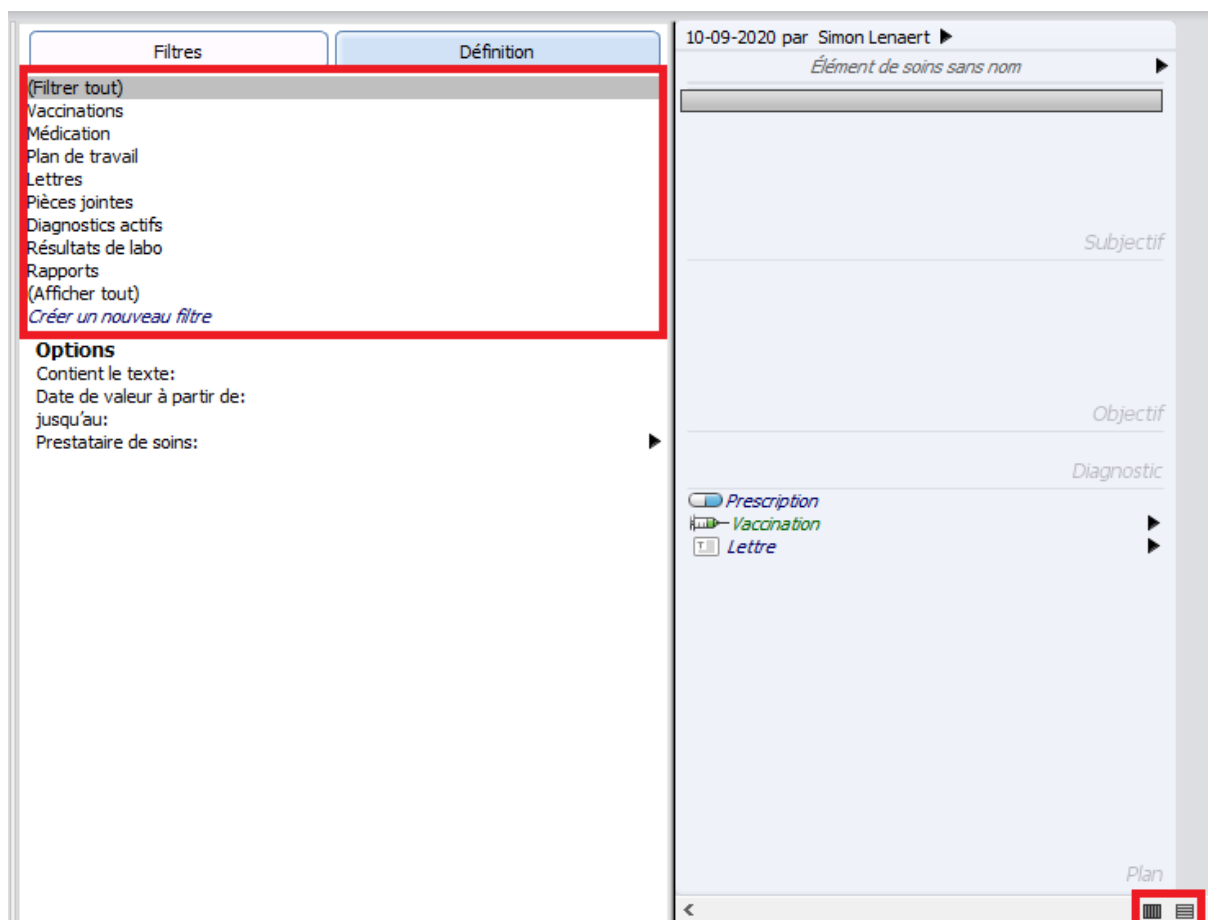 Filtres
Définition
(Filtrer tout)
Vaccinations
Médication
Plan de travail
Lettres
Pièces jointes
Diagnostics actifs
Résultats de labo
Rapports
(Afficher tout)
Créer un nouveau filtre
Options
Contient le texte:
Date de valeur à partir de:
jusqu'au:
Prestataire de soins:
10-09-2020 par Simon Lenaert
Élément de soins sans nom
Subjectif
Objectif
Diagnostic
Prescription
Vaccination
Lettre
Plan